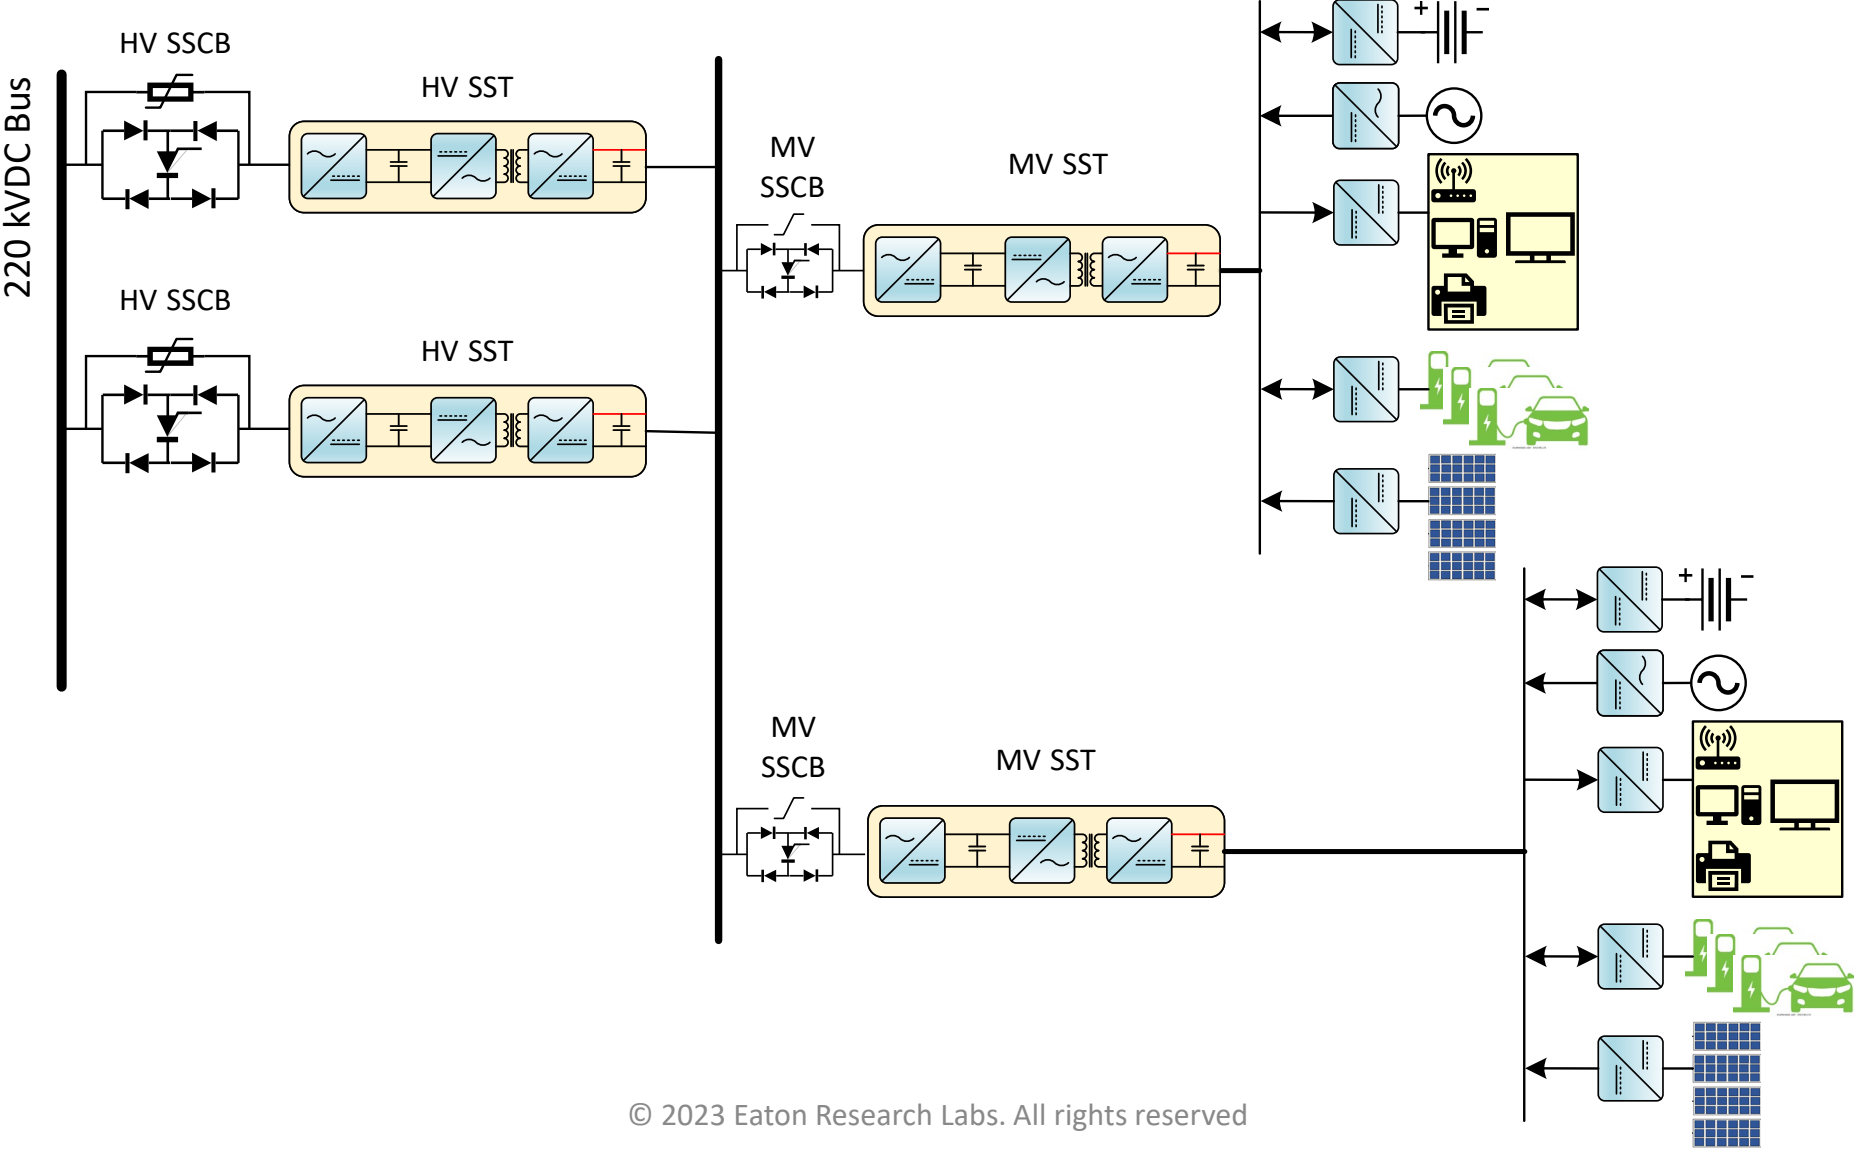 220 kVDC Bus
HV SSCB
HV SST
HV SSCB
HV SST
MV
SSCB
MV SST
MV
SSCB
MV SST
+ −
+ −
© 2023 Eaton Research Labs. All rights reserved